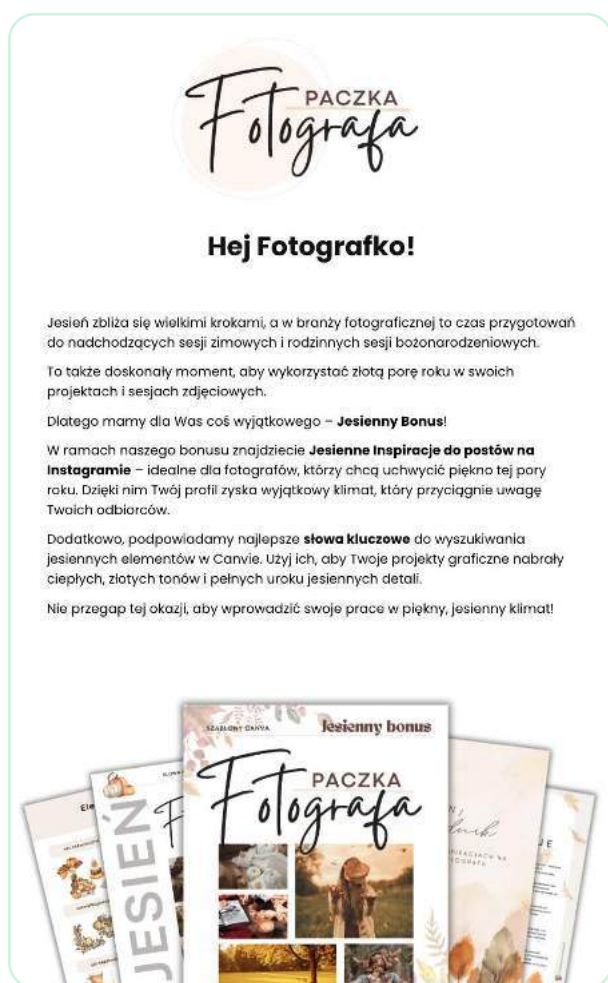 PACZKA
Fotografa
Hej Fotografko!
Jesień zbliża się wielkimi krokami, a w branży fotograficznej to czas przygotowań
do nadchodzących sesji zimowych i rodzinnych sesji bożonarodzeniowych.
To także doskonały moment, aby wykorzystać złotą porę roku w swoich
projektach i sesjach zdjęciowych.
Dlatego mamy dla Was coś wyjątkowego – Jesienny Bonus!
W ramach naszego bonusu znajdziecie Jesienne Inspiracje do postów na
Instagramie – idealne dla fotografów, którzy chcą uchwycić piękno tej pory
roku. Dzięki nim Twój profil zyska wyjątkowy klimat, który przyciągnie uwagę
Twoich odbiorców.
Dodatkowo, podpowiadamy najlepsze słowa kluczowe do wyszukiwania
jesiennych elementów w Canvie. Użyj ich, aby Twoje projekty graficzne nabrały
ciepłych, złotych tonów i pełnych uroku jesiennych detali.
Nie przegap tej okazji, aby wprowadzić swoje prace w piękny, jesienny klimat!
SZABLONY CANVA
Jesienny bonus
PACZKA
Fotografa
JESIEŃ